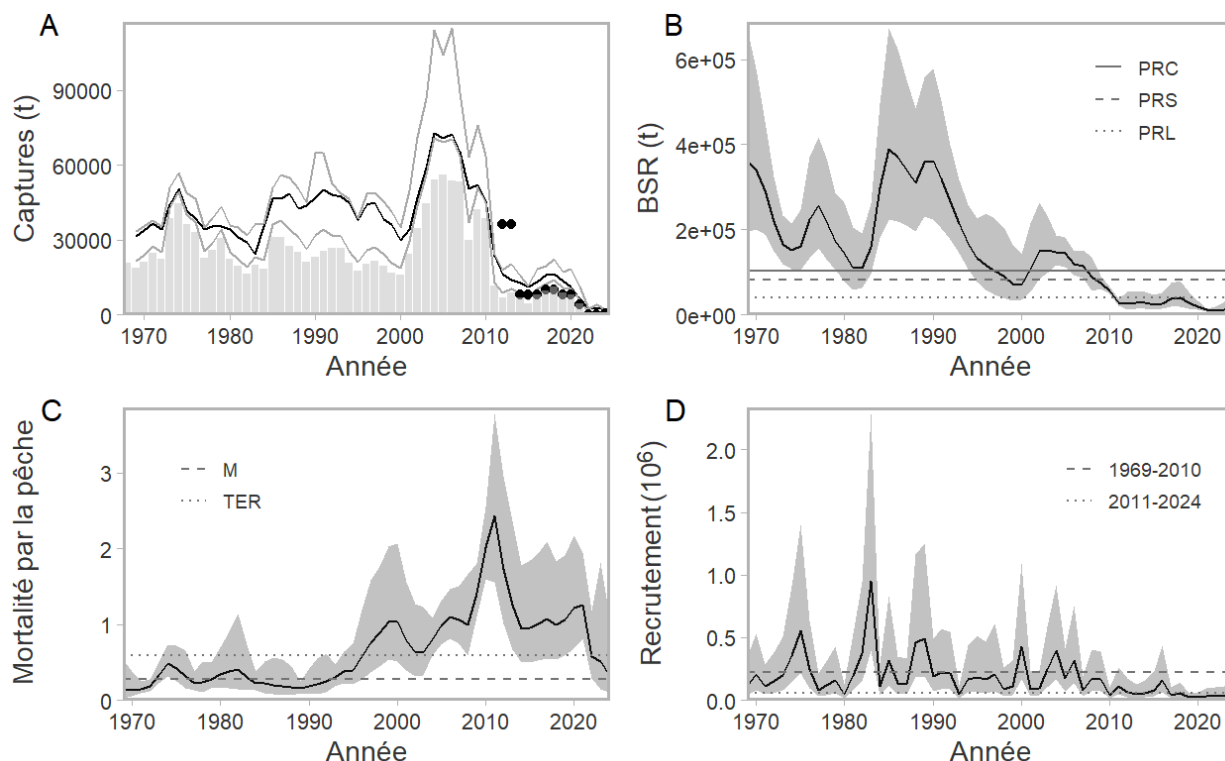 A
Captures (t)
90000
60000
30000
0
1970
1980
1990
2000
2010
2020
Année
B
BSR (t)
6e+05
4e+05
2e+05
0e+00
PRC
PRS
PRL
1970
1980
1990
2000
2010
2020
Année
C
Mortalité par la pêche
3
2
1
0
M
TER
1970
1980
1990
2000
2010
2020
Année
D
Recrutement (10⁶)
2.0
1.5
1.0
0.5
0.0
1969-2010
2011-2024
1970
1980
1990
2000
2010
2020
Année